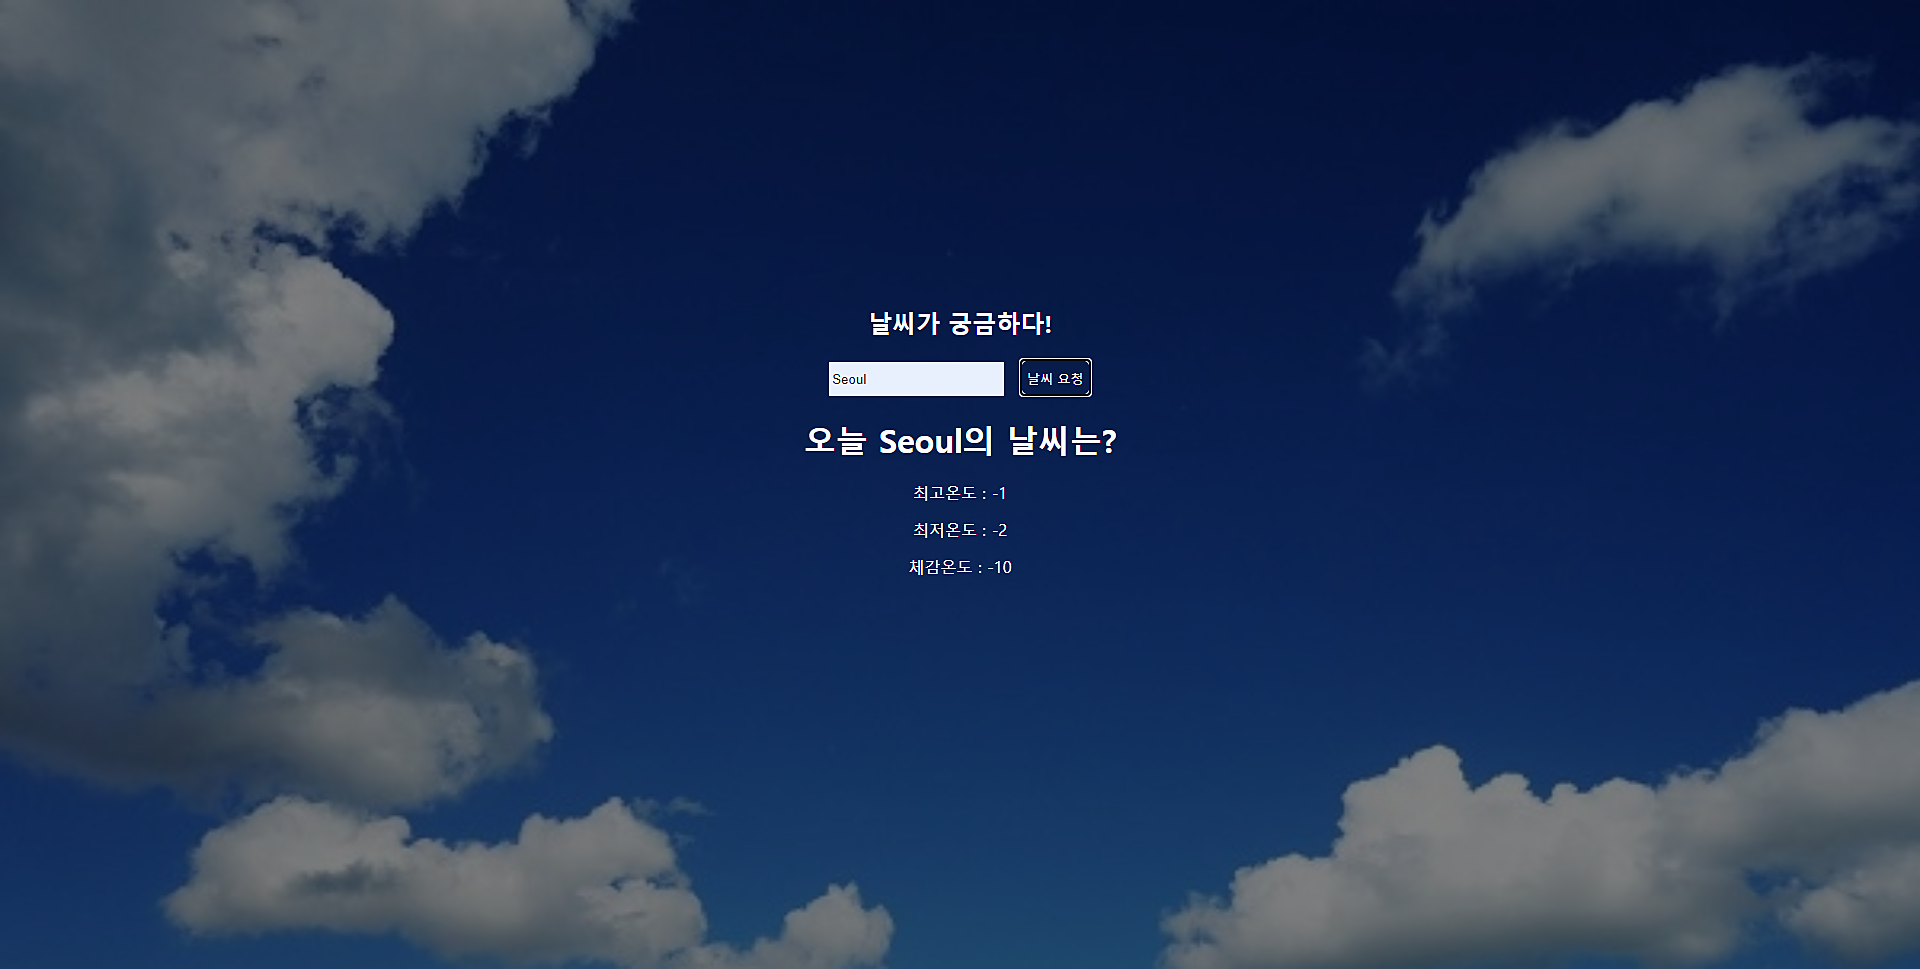 날씨가 궁금하다!
Seoul 날씨 요청
오늘 Seoul의 날씨는?
최고온도 : -1
최저온도 : -2
체감온도 : -10